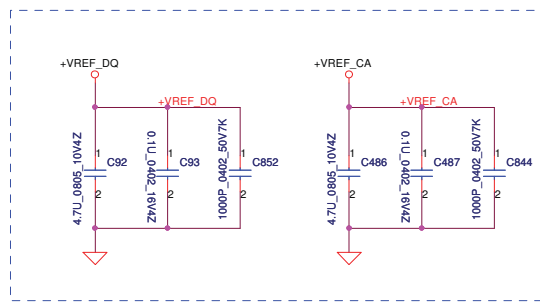 +VREF_DQ
+VREF_DQ
4.7U_0805_10V4Z
1
C92
2
0.1U_0402_16V4Z
1
C93
2
1000P_0402_50V7K
1
C852
2
+VREF_CA
+VREF_CA
4.7U_0805_10V4Z
1
C486
2
0.1U_0402_16V4Z
1
C487
2
1000P_0402_50V7K
1
C844
2